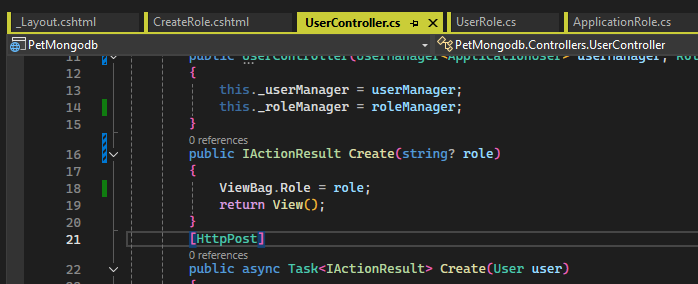 _Layout.cshtml CreateRole.cshtml UserController.cs UserRole.cs ApplicationRole.cs
PetMongodb PetMongodb.Controllers.UserController
11 public UserController(UserManager<ApplicationUser> userManager, Rol
12 {
13 this._userManager = userManager;
14 this._roleManager = roleManager;
15 }
0 references
16 public IActionResult Create(string? role)
17 {
18 ViewBag.Role = role;
19 return View();
20 }
21 [HttpPost]
0 references
22 public async Task<IActionResult> Create(User user)